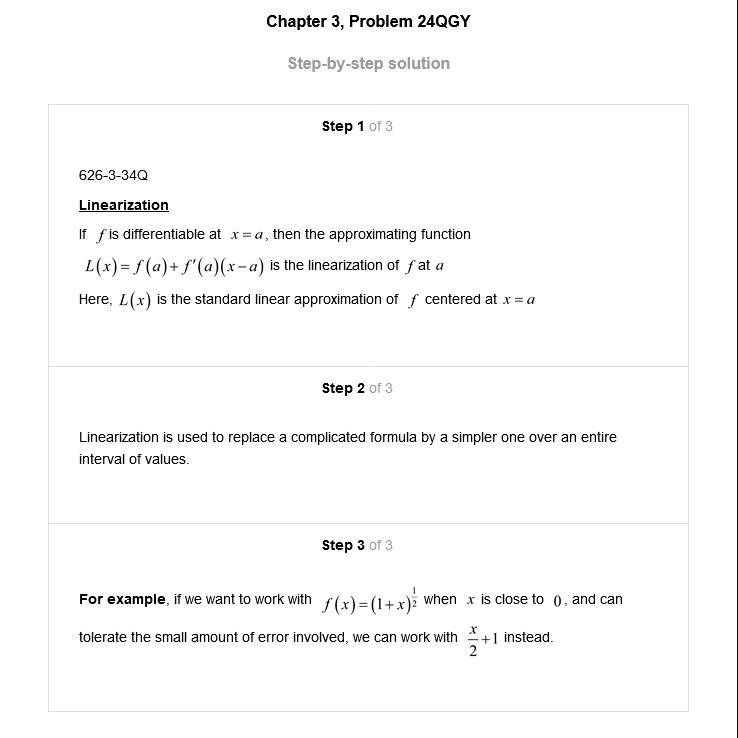 Chapter 3, Problem 24QGY
Step-by-step solution
Step 1 of 3
626-3-34Q
Linearization
If f is differentiable at x = a, then the approximating function
L(x) = f(a) + f'(a)(x − a) is the linearization of f at a
Here, L(x) is the standard linear approximation of f centered at x = a
Step 2 of 3
Linearization is used to replace a complicated formula by a simpler one over an entire
interval of values.
Step 3 of 3
For example, if we want to work with f(x) = (1+x)^{1/2} when x is close to 0, and can
tolerate the small amount of error involved, we can work with x/2 + 1 instead.